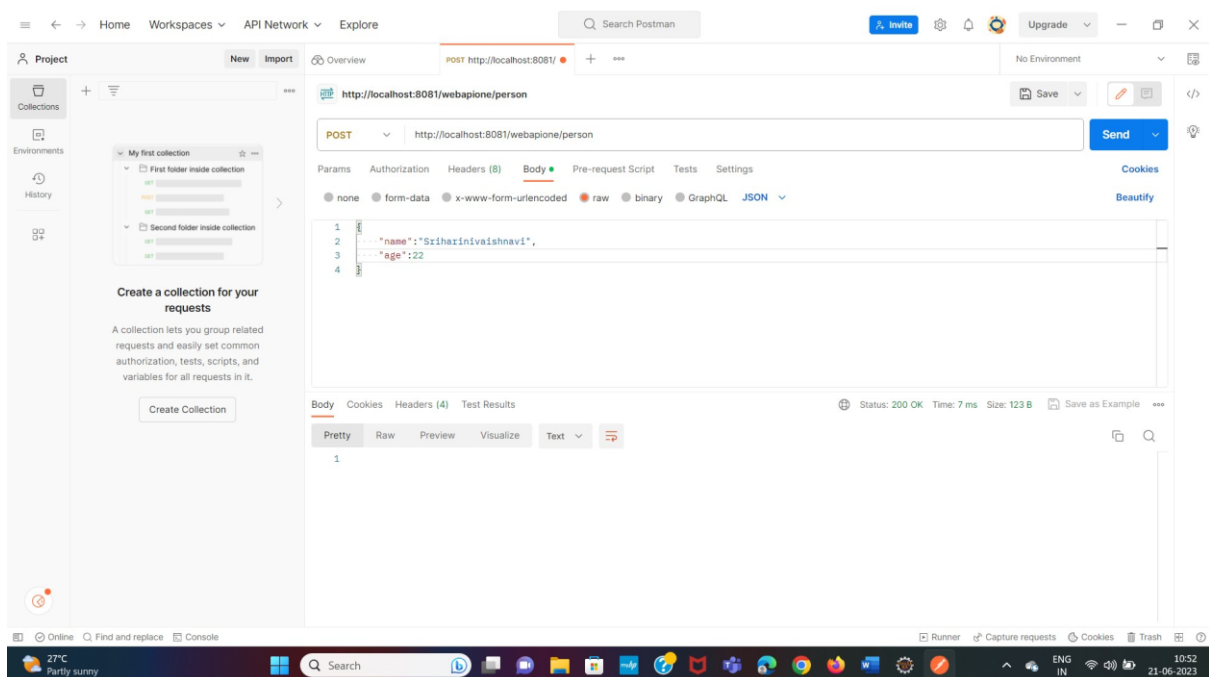 Home Workspaces API Network Explore Search Postman Invite Upgrade
Project New Import Overview POST http://localhost:8081/ No Environment
Collections
Environments
History
My first collection
First folder inside collection
GET
POST
GET
Second folder inside collection
GET
GET
Create a collection for your
requests
A collection lets you group related
requests and easily set common
authorization, tests, scripts, and
variables for all requests in it.
Create Collection
HTTP http://localhost:8081/webapione/person Save
POST http://localhost:8081/webapione/person Send
Params Authorization Headers (8) Body Pre-request Script Tests Settings Cookies
none form-data x-www-form-urlencoded raw binary GraphQL JSON Beautify
1 {
2 "name":"Sriharinivaishnavi",
3 "age":22
4 }
Body Cookies Headers (4) Test Results Status: 200 OK Time: 7 ms Size: 123 B Save as Example
Pretty Raw Preview Visualize Text
1
Online Find and replace Console Runner Capture requests Cookies Trash
27°C
Partly sunny
Search
ENG
IN
10:52
21-06-2023